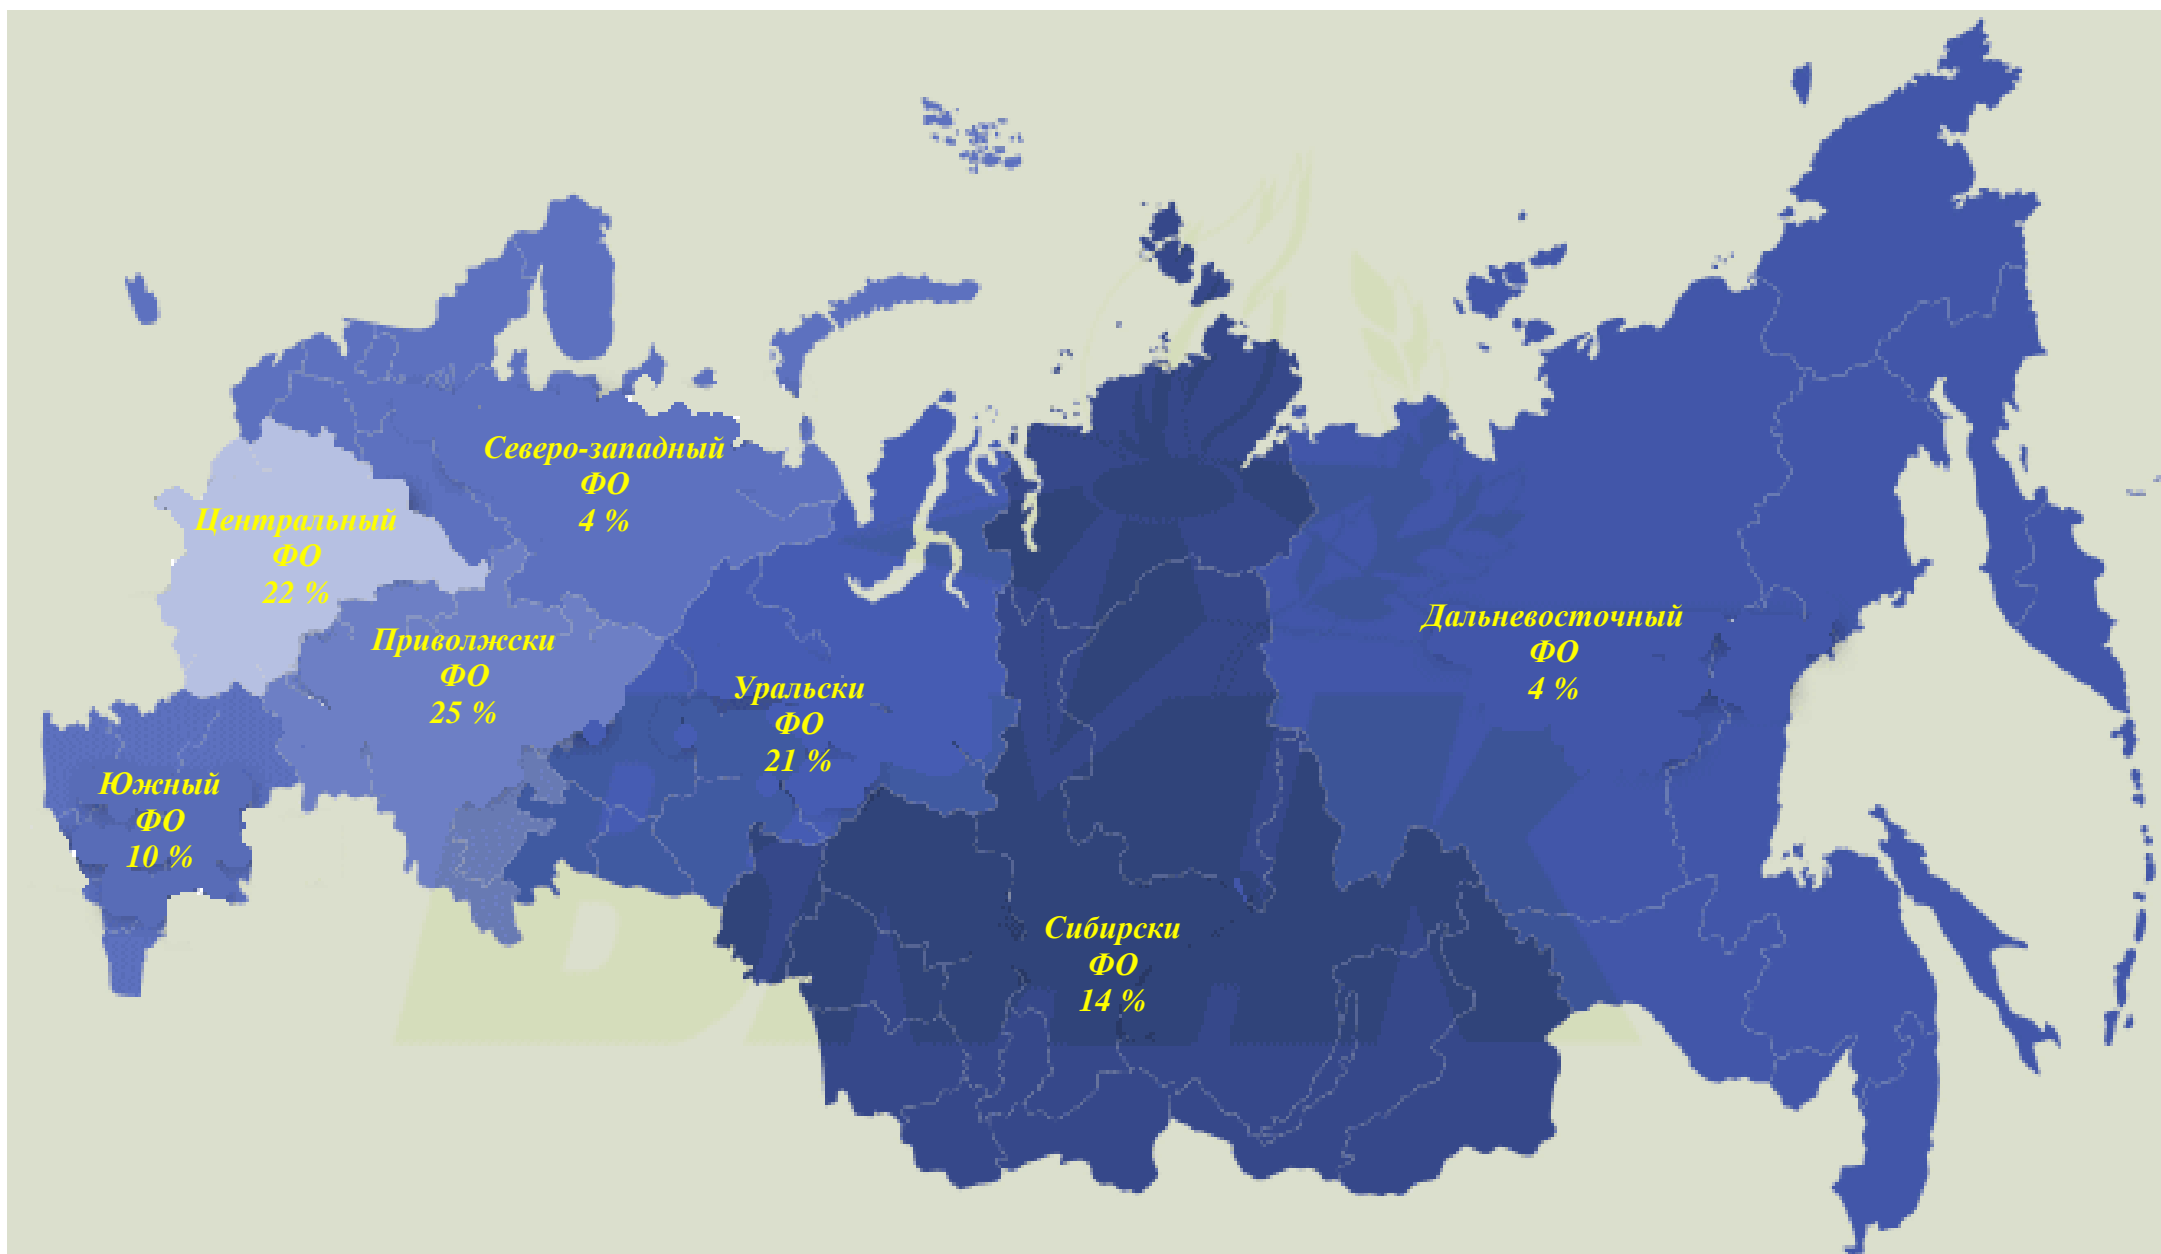 Северо-западный
ФО
4 %
Центральный
ФО
22 %
Приволжски
ФО
25 %
Уральски
ФО
21 %
Дальневосточный
ФО
4 %
Южный
ФО
10 %
Сибирски
ФО
14 %